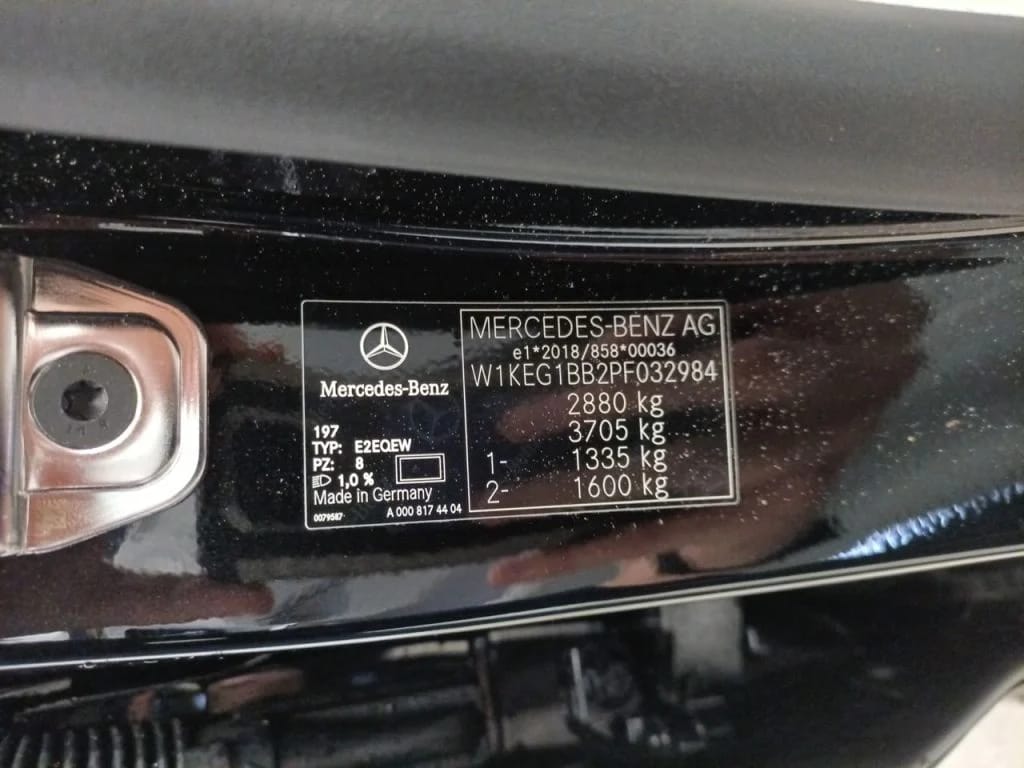 Mercedes-Benz
197
TYP: E2EQEW
PZ: 8
1,0 %
Made in Germany
0079587
A 000 817 44 04
MERCEDES-BENZ AG
e1*2018/858*00036
W1KEG1BB2PF032984
2880 kg
3705 kg
1- 1335 kg
2- 1600 kg